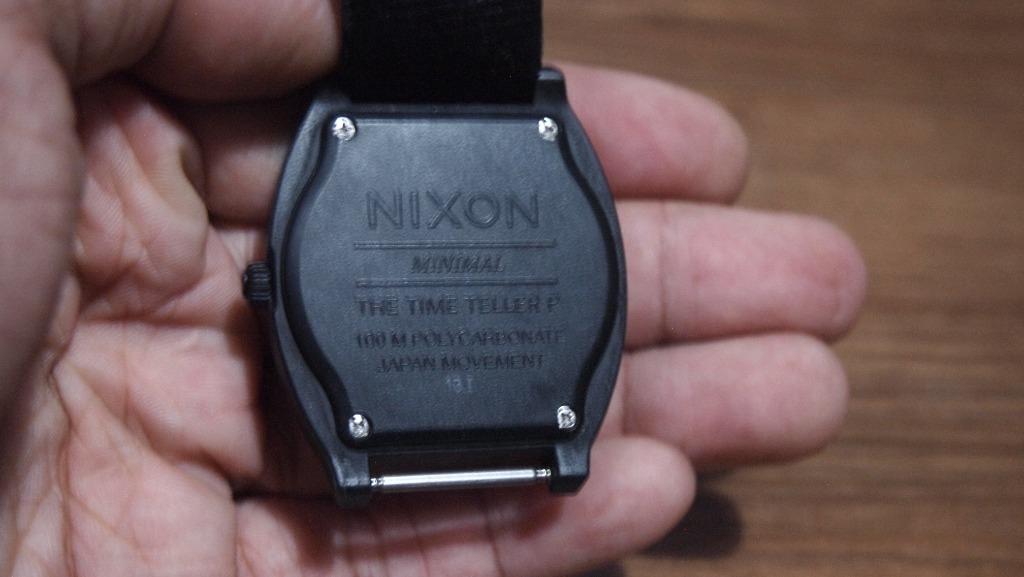 NIXON
MINIMAL
THE TIME TELLER P
100 M POLYCARBONATE
JAPAN MOVEMENT